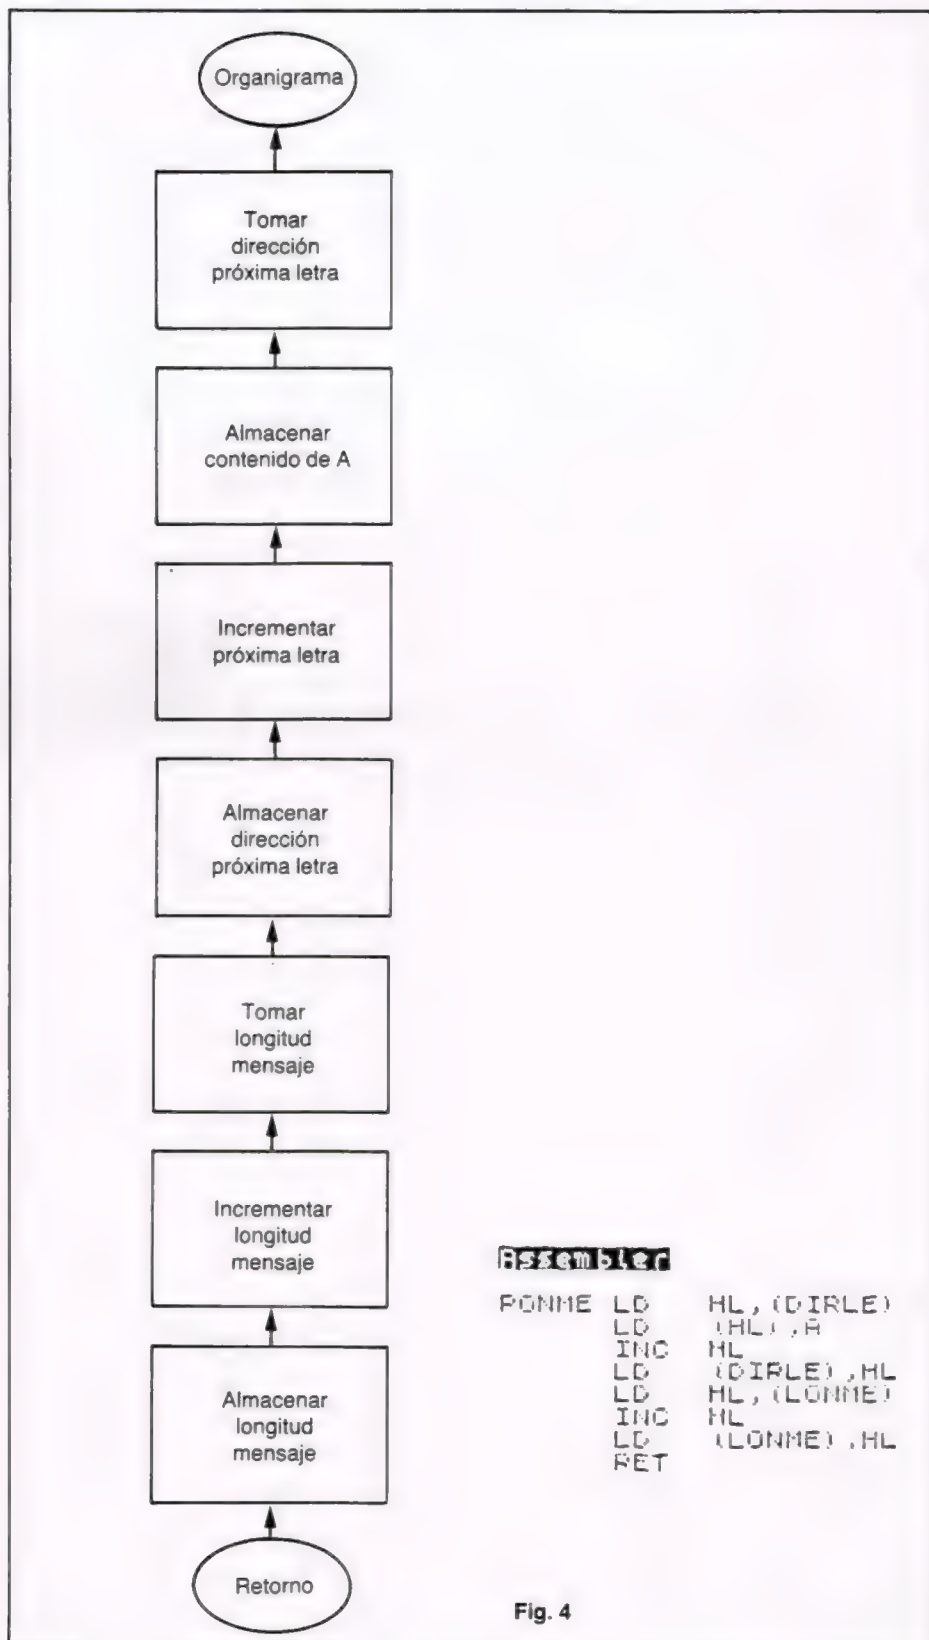 Organigrama
Tomar
dirección
próxima letra
Almacenar
contenido de A
Incrementar
próxima letra
Almacenar
dirección
próxima letra
Tomar
longitud
mensaje
Incrementar
longitud
mensaje
Almacenar
longitud
mensaje
Retorno
Assembler
PONME LD HL,(DIRLE)
LD (HL),A
INC HL
LD (DIRLE),HL
LD HL,(LONME)
INC HL
LD (LONME),HL
RET
Fig. 4